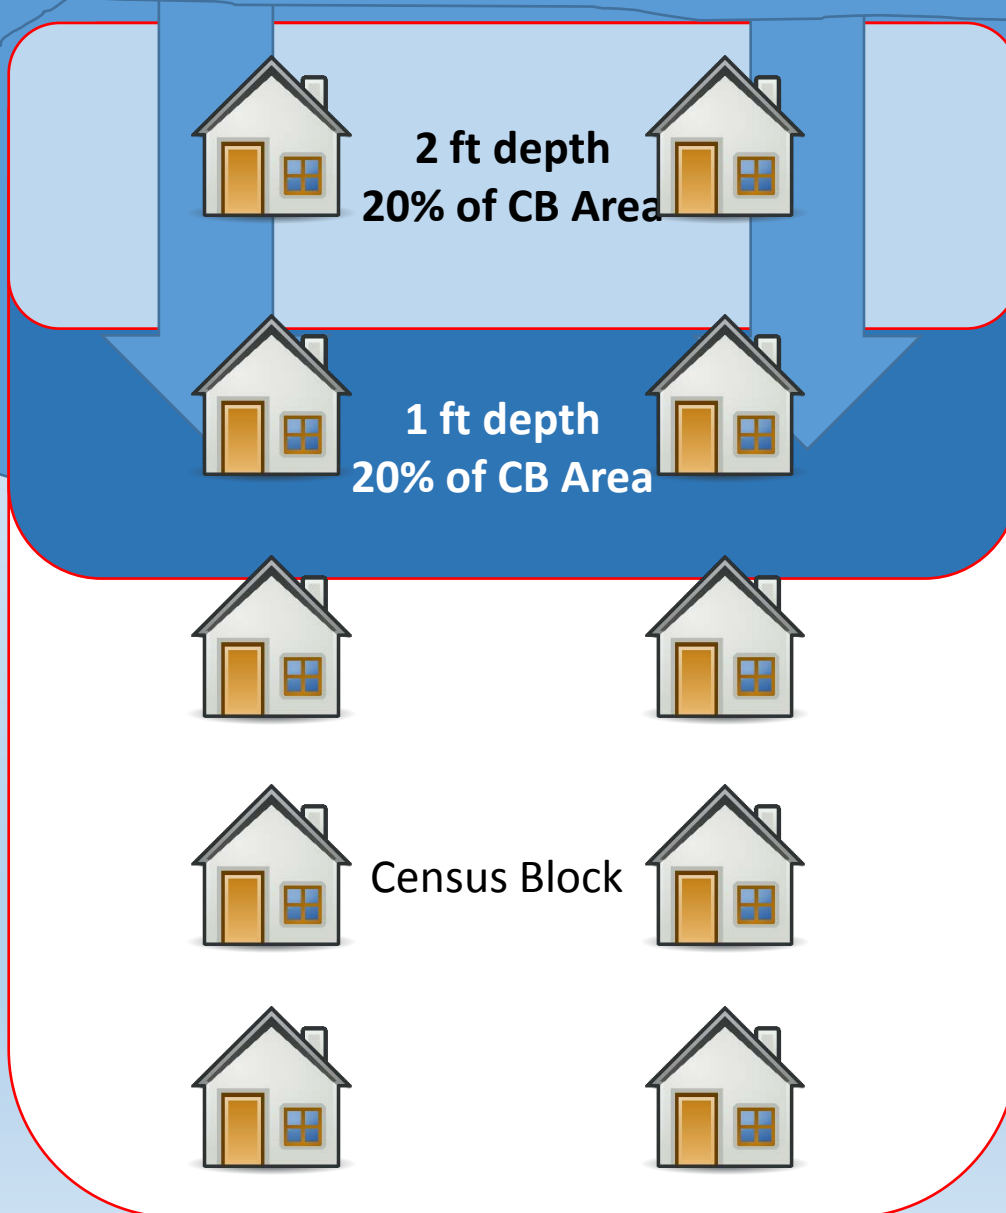 2 ft depth
20% of CB Area
1 ft depth
20% of CB Area
Census Block